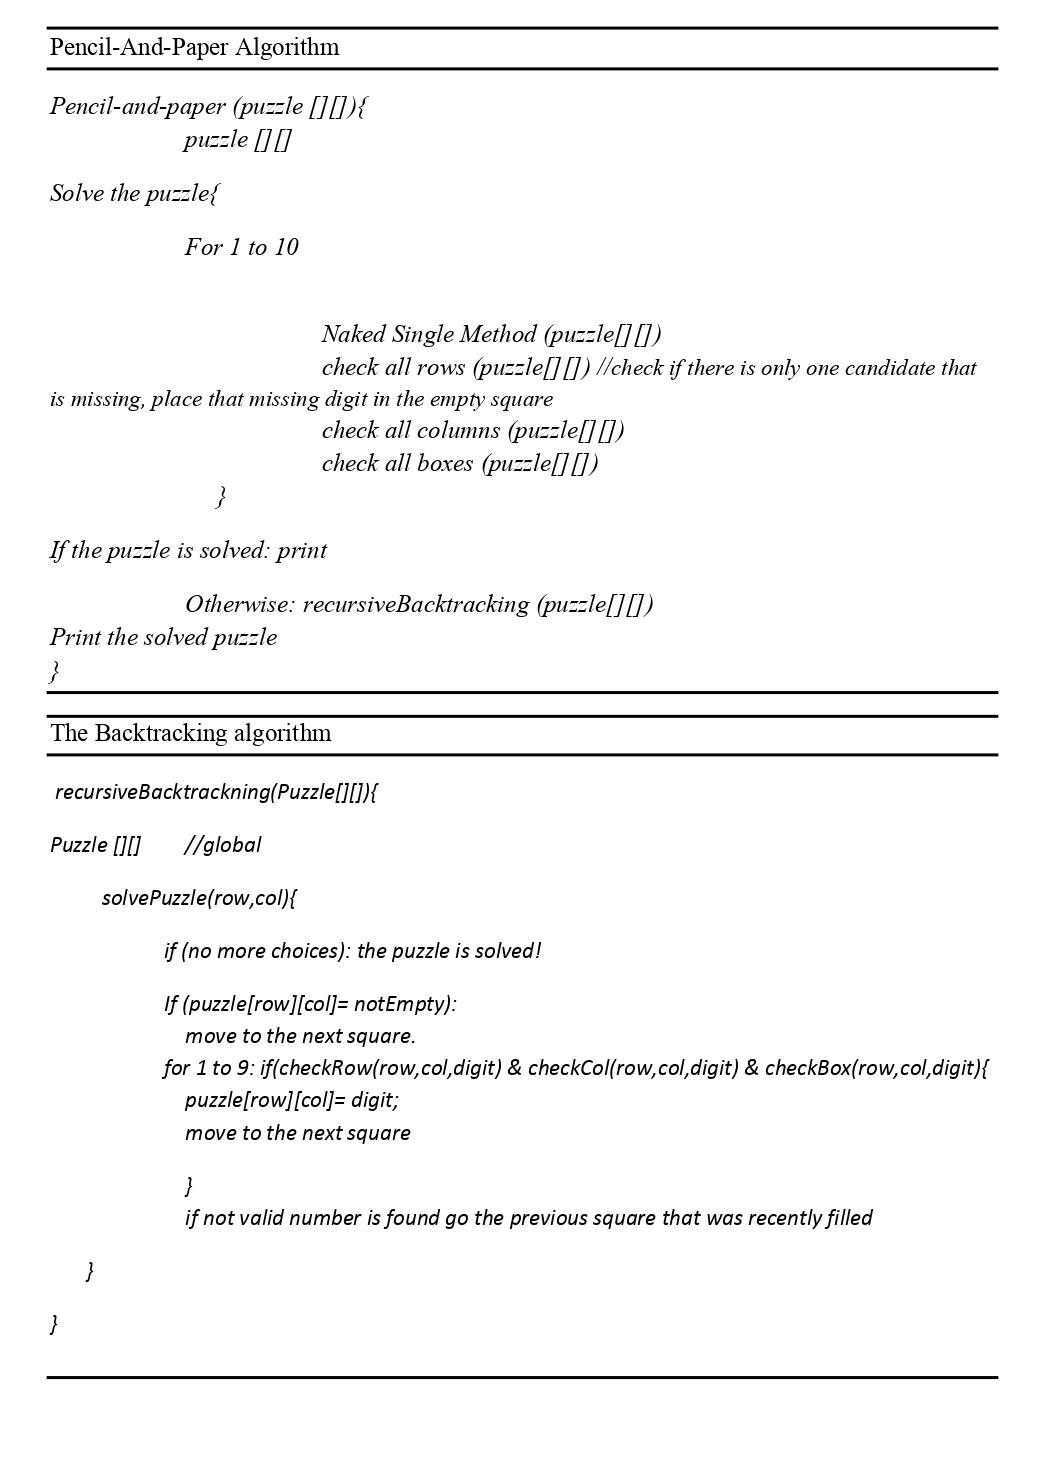 Pencil-And-Paper Algorithm
Pencil-and-paper (puzzle [][]){
puzzle [][]
Solve the puzzle{
For 1 to 10
Naked Single Method (puzzle[][])
check all rows (puzzle[][]) //check if there is only one candidate that
is missing, place that missing digit in the empty square
check all columns (puzzle[][])
check all boxes (puzzle[][])
}
If the puzzle is solved: print
Otherwise: recursiveBacktracking (puzzle[][])
Print the solved puzzle
}
The Backtracking algorithm
recursiveBacktrackning(Puzzle[][]){
Puzzle [][] //global
solvePuzzle(row,col){
if (no more choices): the puzzle is solved!
If (puzzle[row][col]= notEmpty):
move to the next square.
for 1 to 9: if(checkRow(row,col,digit) & checkCol(row,col,digit) & checkBox(row,col,digit){
puzzle[row][col]= digit;
move to the next square
}
if not valid number is found go the previous square that was recently filled
}
}